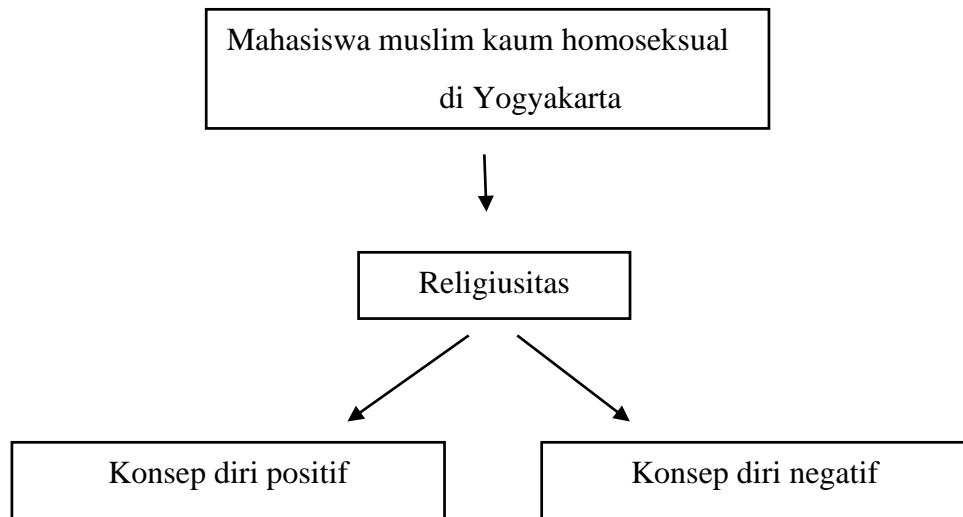 Mahasiswa muslim kaum homoseksual
di Yogyakarta
Religiusitas
Konsep diri positif
Konsep diri negatif